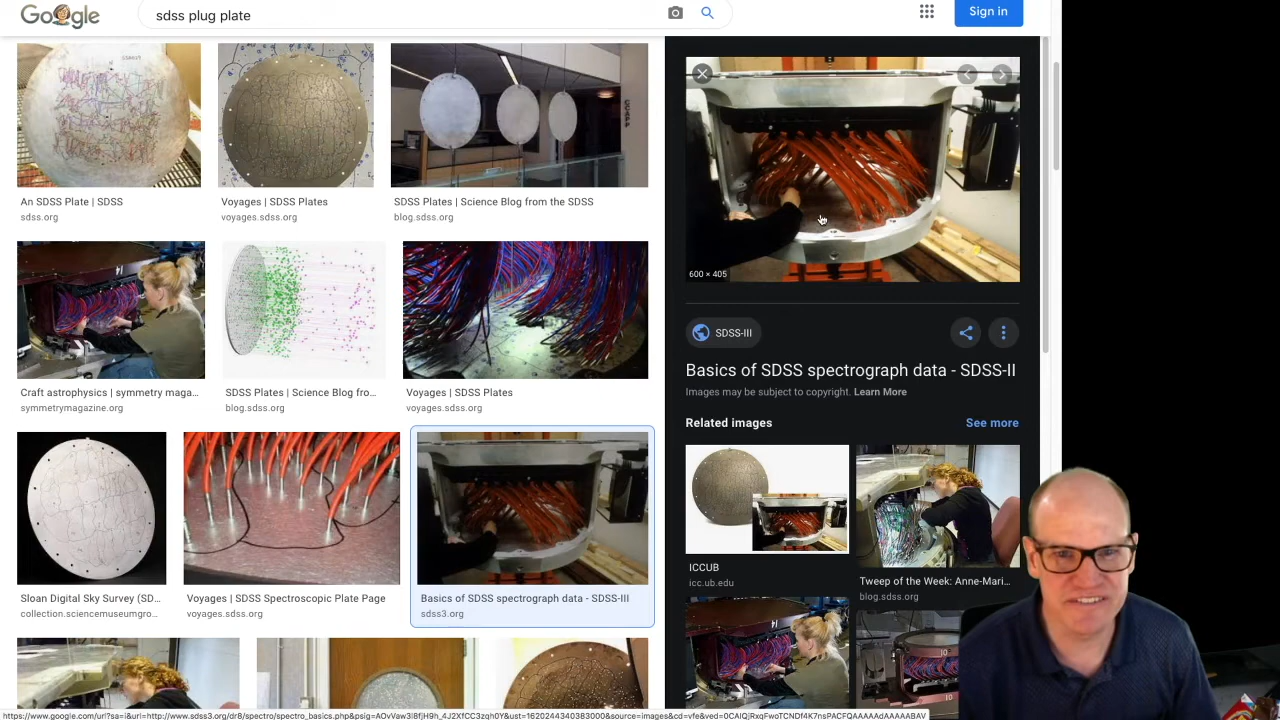 Google
sdss plug plate
Sign in
An SDSS Plate | SDSS
sdss.org
Voyages | SDSS Plates
voyages.sdss.org
SDSS Plates | Science Blog from the SDSS
blog.sdss.org
Craft astrophysics | symmetry maga...
symmetrymagazine.org
SDSS Plates | Science Blog fro...
blog.sdss.org
Voyages | SDSS Plates
voyages.sdss.org
Sloan Digital Sky Survey (SD...
collection.sciencemuseumgro...
Voyages | SDSS Spectroscopic Plate Page
voyages.sdss.org
Basics of SDSS spectrograph data - SDSS-III
sdss3.org
600 × 405
SDSS-III
Basics of SDSS spectrograph data - SDSS-II
Images may be subject to copyright. Learn More
Related images
See more
ICCUB
icc.ub.edu
Tweep of the Week: Anne-Mari...
blog.sdss.org